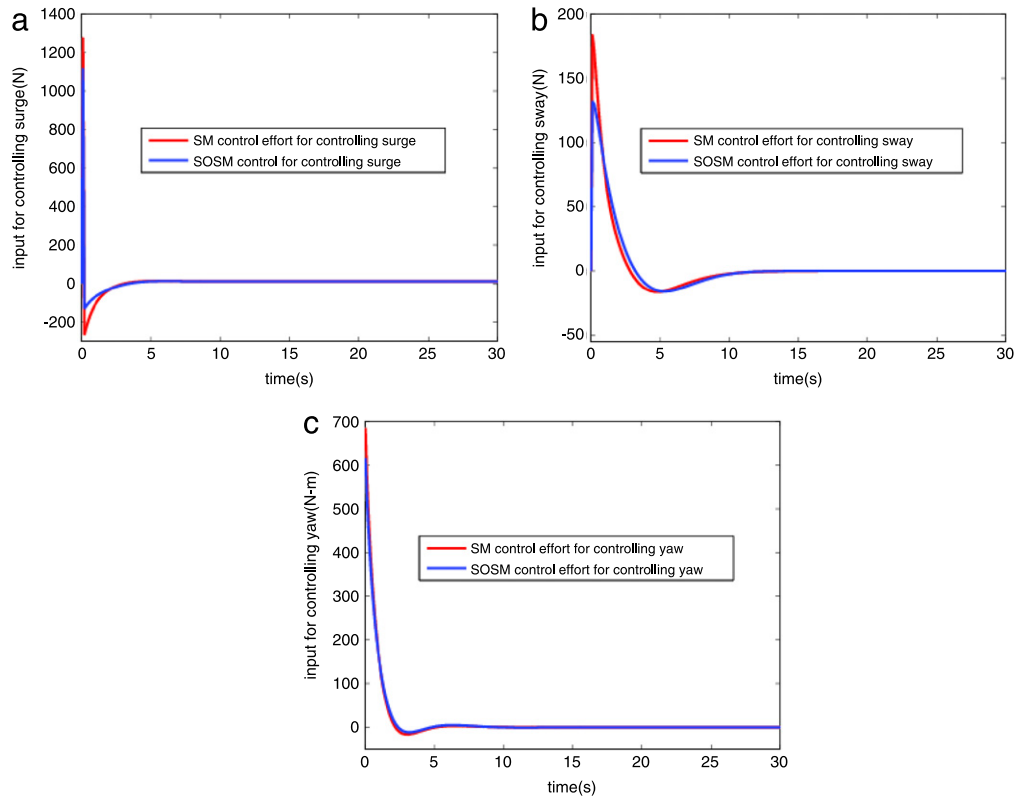 a
1400
1200
1000
800
600
400
200
0
-200
input for controlling surge(N)
SM control effort for controlling surge
SOSM control for controlling surge
0 5 10 15 20 25 30
time(s)
b
200
150
100
50
0
-50
input for controlling sway(N)
SM control effort for controlling sway
SOSM control effort for controlling sway
0 5 10 15 20 25 30
time(s)
c
700
600
500
400
300
200
100
0
input for controlling yaw(N-m)
SM control effort for controlling yaw
SOSM control effort for controlling yaw
0 5 10 15 20 25 30
time(s)